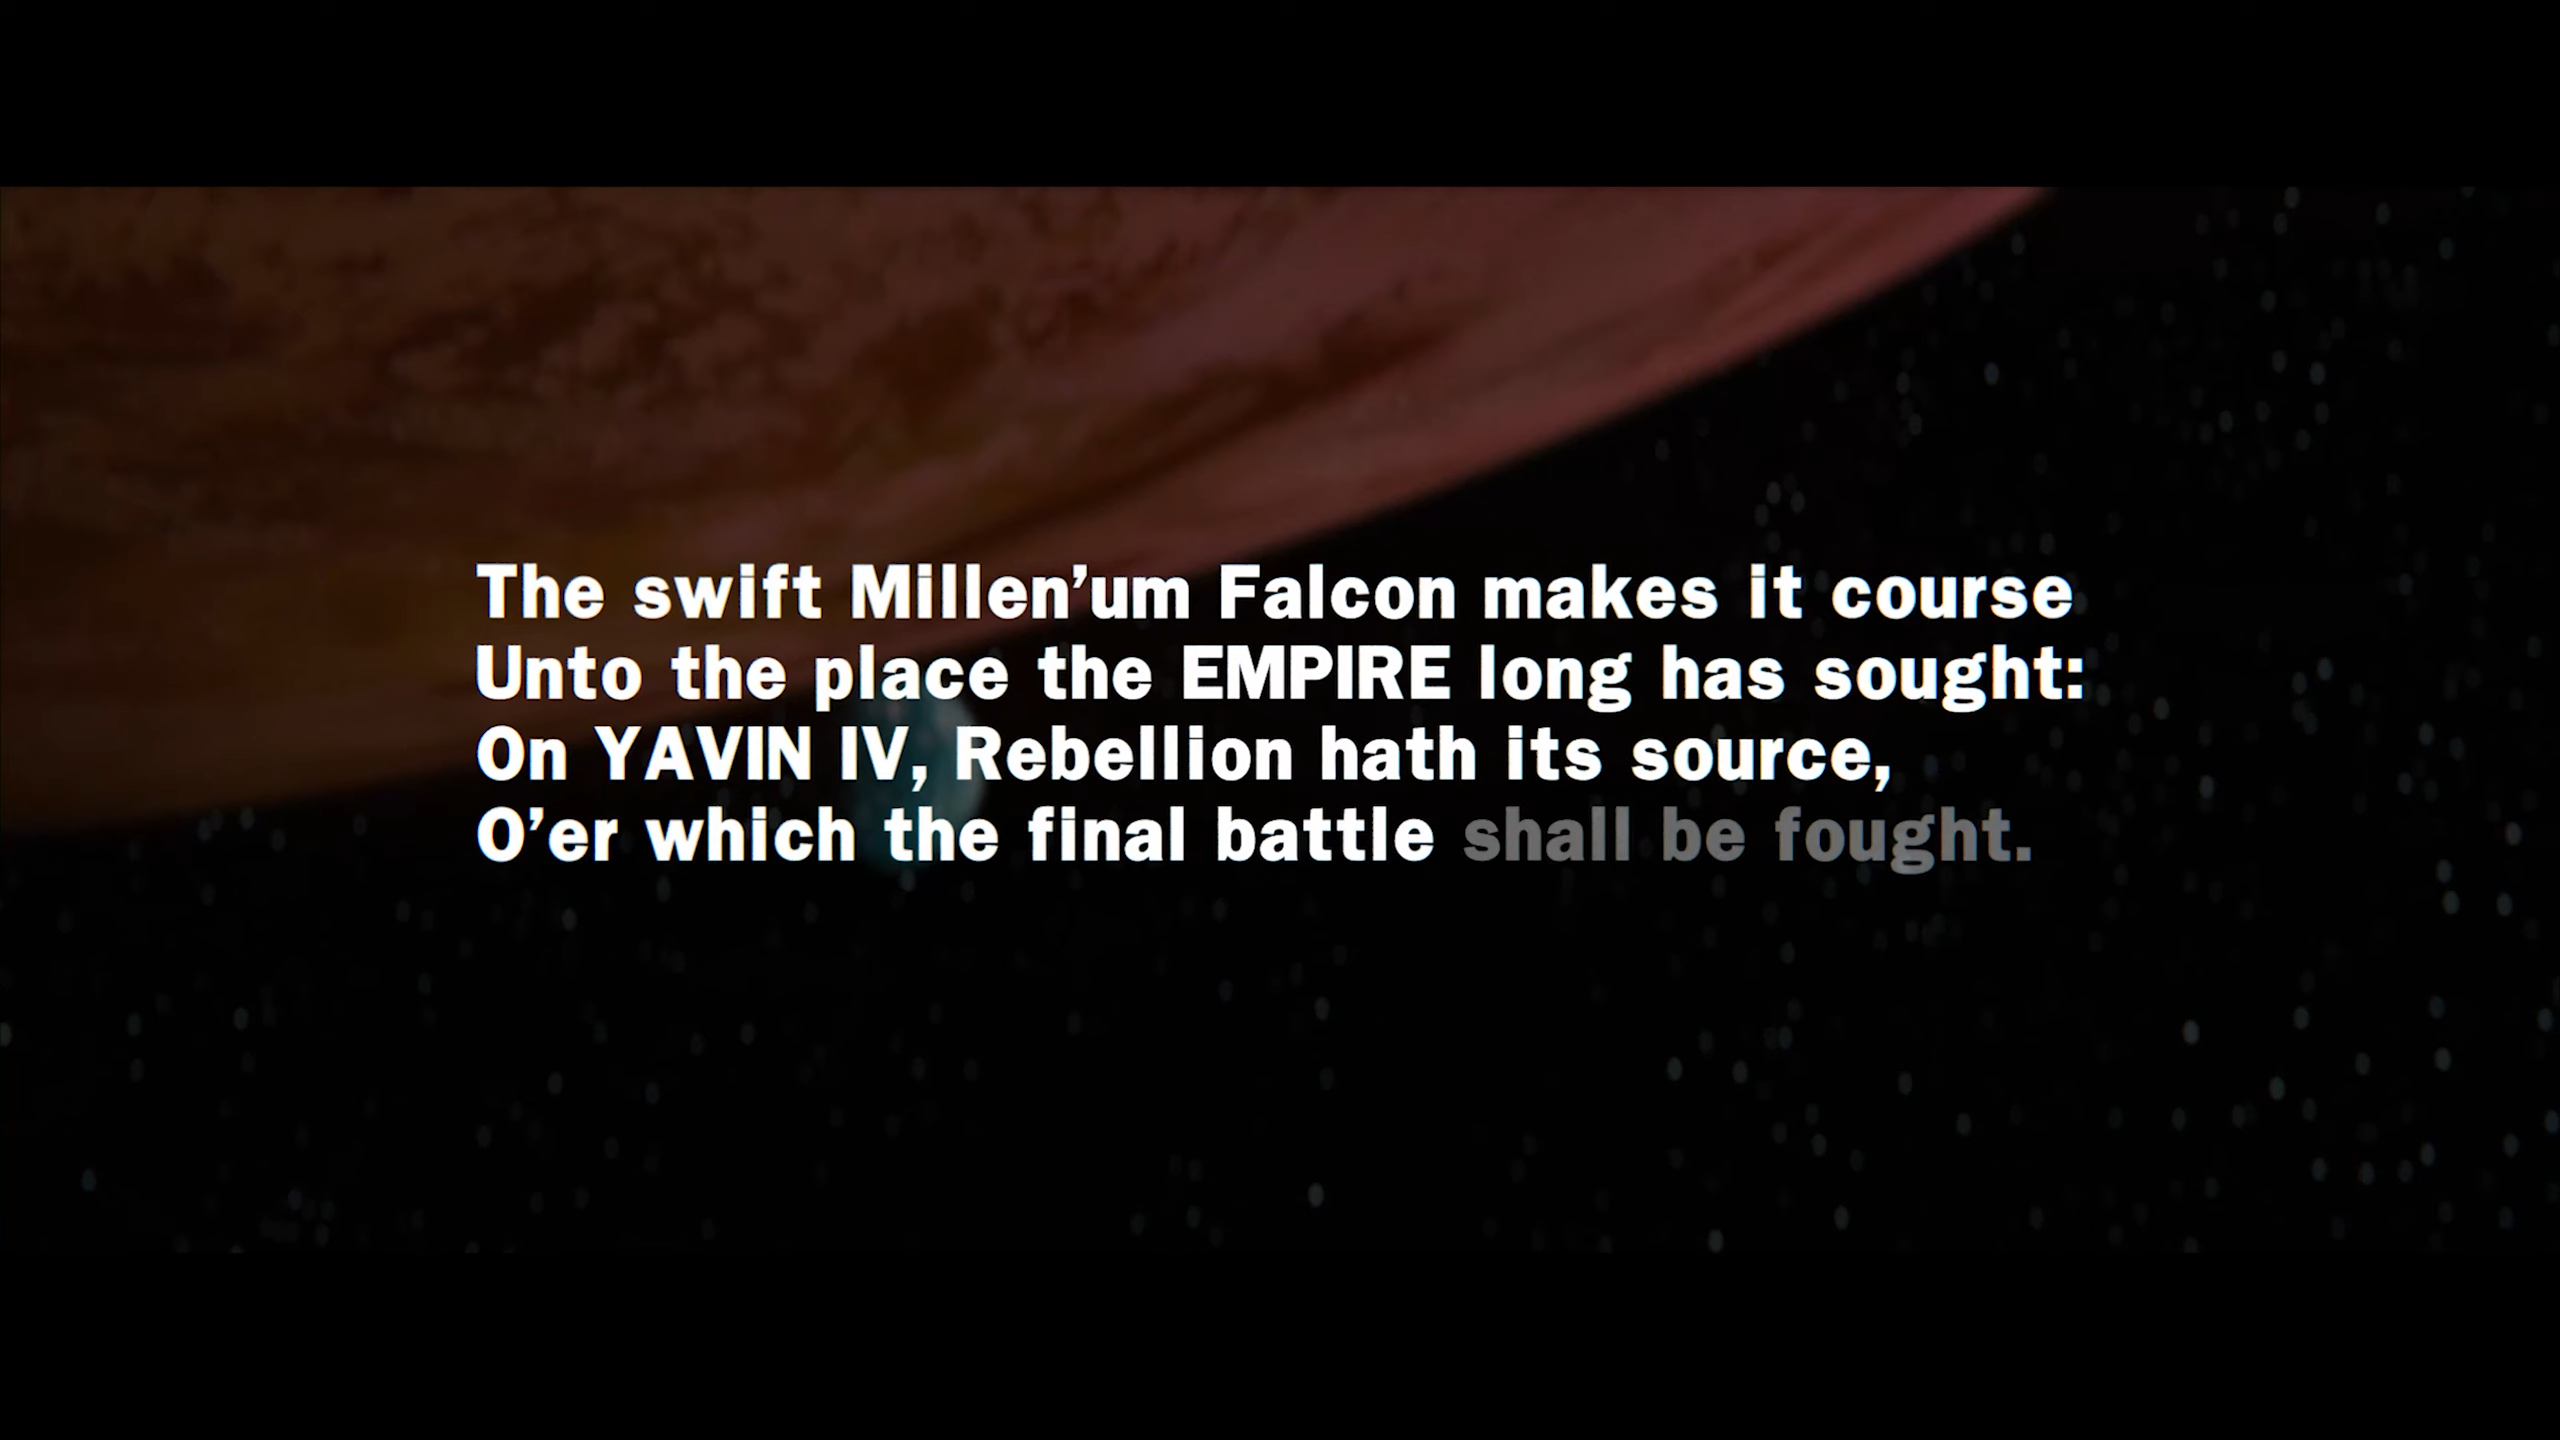 The swift Millen’um Falcon makes it course
Unto the place the EMPIRE long has sought:
On YAVIN IV, Rebellion hath its source,
O’er which the final battle shall be fought.